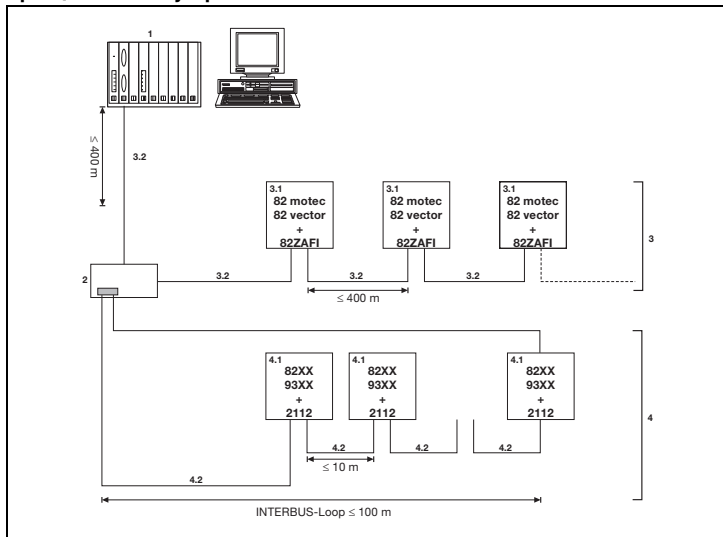 1
≤ 400 m
3.2
3.1
82 motec
82 vector
+
82ZAFI
3.1
82 motec
82 vector
+
82ZAFI
3.1
82 motec
82 vector
+
82ZAFI
3
2
3.2
3.2
3.2
≤ 400 m
4.1
82XX
93XX
+
2112
4.1
82XX
93XX
+
2112
4.1
82XX
93XX
+
2112
4
4.2
4.2
4.2
≤ 10 m
4.2
INTERBUS-Loop ≤ 100 m